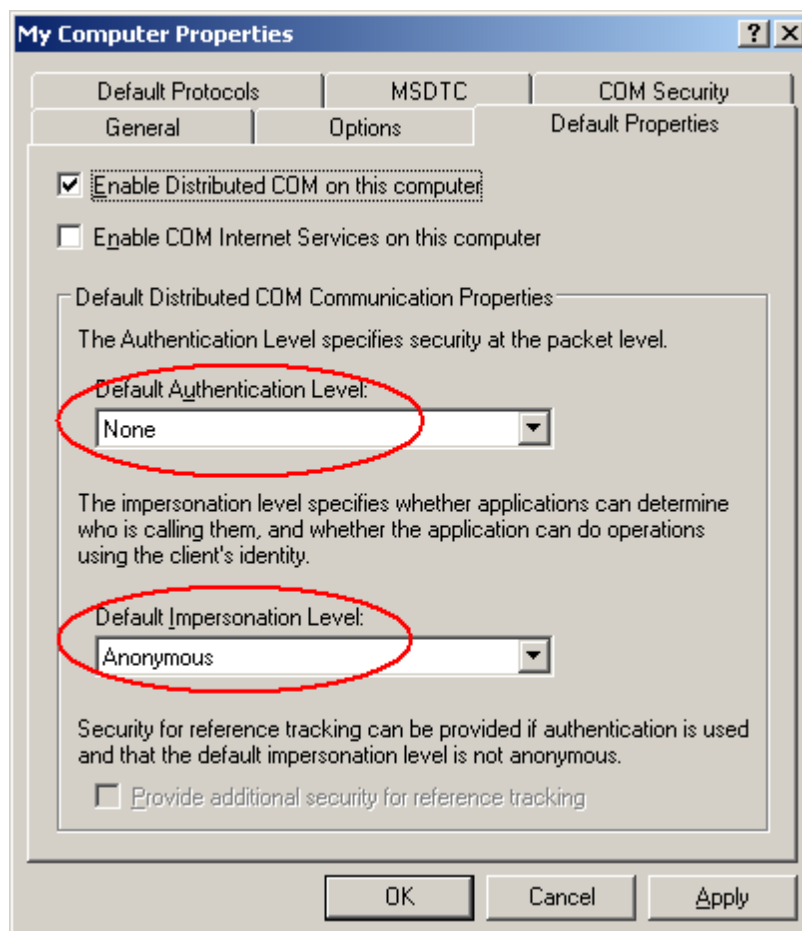 My Computer Properties
Default Protocols
MSDTC
COM Security
General
Options
Default Properties
Enable Distributed COM on this computer
Enable COM Internet Services on this computer
Default Distributed COM Communication Properties
The Authentication Level specifies security at the packet level.
Default Authentication Level:
None
The impersonation level specifies whether applications can determine
who is calling them, and whether the application can do operations
using the client's identity.
Default Impersonation Level:
Anonymous
Security for reference tracking can be provided if authentication is used
and that the default impersonation level is not anonymous.
Provide additional security for reference tracking
OK
Cancel
Apply